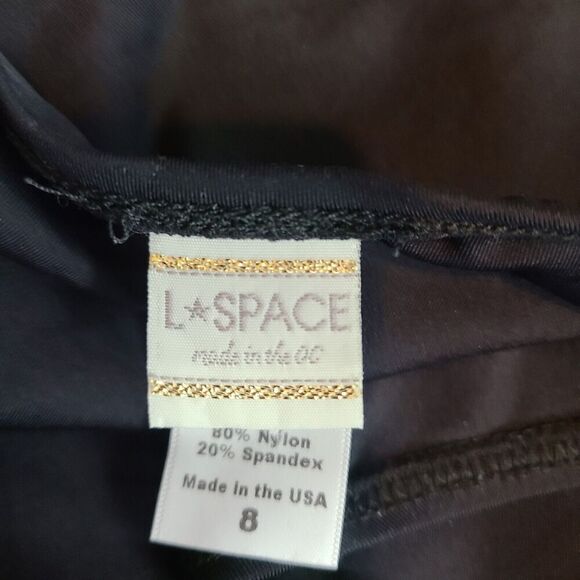 L★SPACE
made in the OC
80% Nylon
20% Spandex
Made in the USA
8